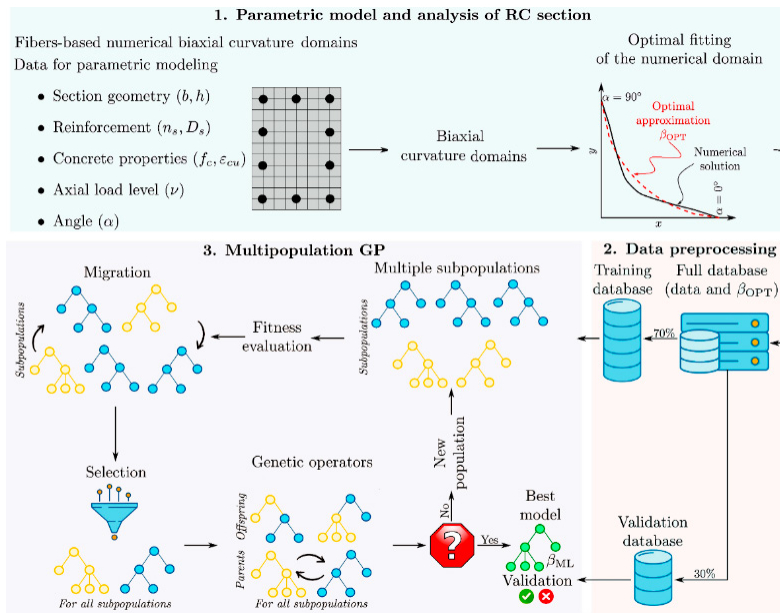 1. Parametric model and analysis of RC section
Fibers-based numerical biaxial curvature domains
Data for parametric modeling
• Section geometry (b, h)
• Reinforcement (nₛ, Dₛ)
• Concrete properties (f_c, ε_cu)
• Axial load level (ν)
• Angle (α)
Biaxial
curvature domains
Optimal fitting
of the numerical domain
α = 90°
Optimal
approximation
β_OPT
Numerical
solution
α = 0°
y
x
3. Multipopulation GP
Migration
Subpopulations
Fitness
evaluation
Multiple subpopulations
Subpopulations
Selection
For all subpopulations
Genetic operators
Offspring
Parents
For all subpopulations
?
No
New
population
Yes
Best
model
β_ML
Validation
2. Data preprocessing
Training
database
Full database
(data and β_OPT)
70%
Validation
database
30%